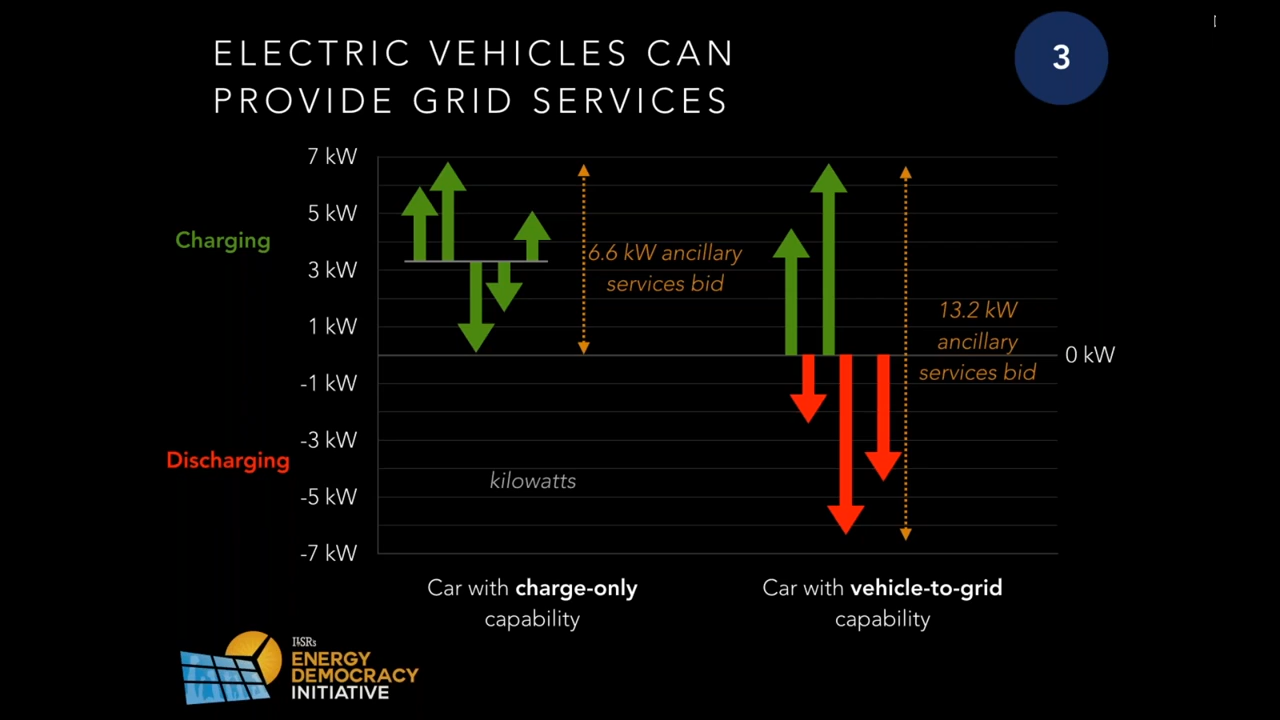 ELECTRIC VEHICLES CAN
PROVIDE GRID SERVICES
3
7 kW
5 kW
3 kW
1 kW
-1 kW
-3 kW
-5 kW
-7 kW
Charging
Discharging
6.6 kW ancillary
services bid
13.2 kW
ancillary
services bid
0 kW
kilowatts
Car with charge-only
capability
Car with vehicle-to-grid
capability
ILSR's
ENERGY
DEMOCRACY
INITIATIVE